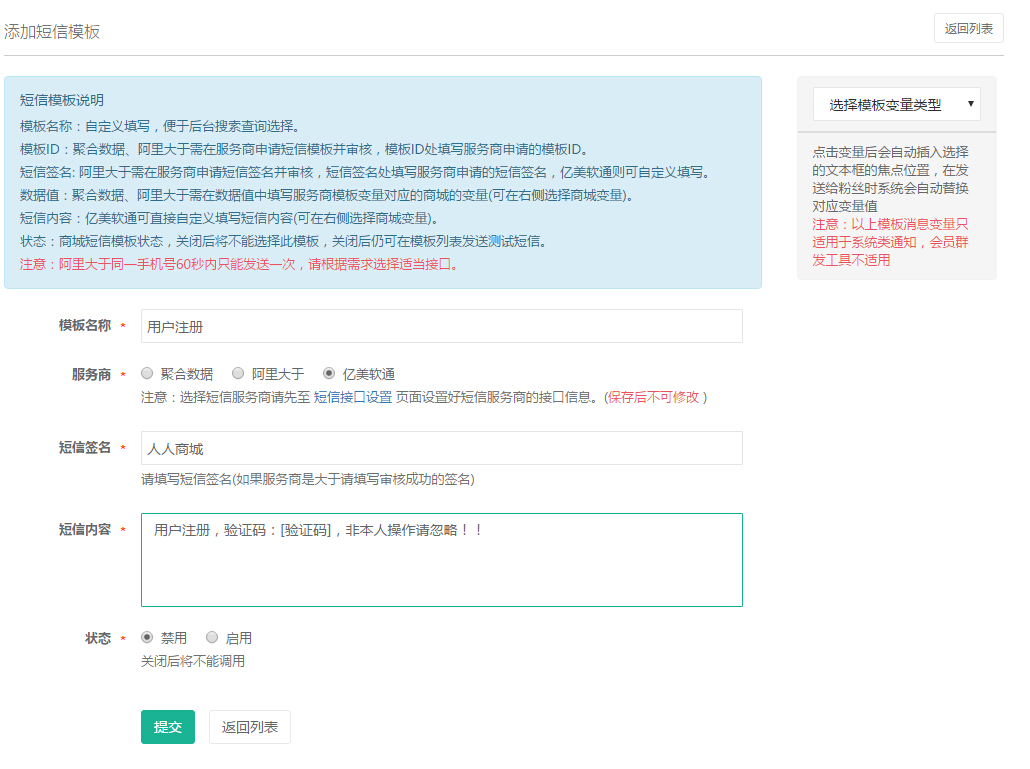 添加短信模板
返回列表
短信模板说明
模板名称：自定义填写，便于后台搜索查询选择。
模板ID：聚合数据、阿里大于需在服务商申请短信模板并审核，模板ID处填写服务商申请的模板ID。
短信签名: 阿里大于需在服务商申请短信签名并审核，短信签名处填写服务商申请的短信签名，亿美软通则可自定义填写。
数据值：聚合数据、阿里大于需在数据值中填写服务商模板变量对应的商城的变量(可在右侧选择商城变量)。
短信内容：亿美软通可直接自定义填写短信内容(可在右侧选择商城变量)。
状态：商城短信模板状态，关闭后将不能选择此模板，关闭后仍可在模板列表发送测试短信。
注意：阿里大于同一手机号60秒内只能发送一次，请根据需求选择适当接口。
选择模板变量类型
点击变量后会自动插入选择
的文本框的焦点位置，在发
送给粉丝时系统会自动替换
对应变量值
注意：以上模板消息变量只
适用于系统类通知，会员群
发工具不适用
模板名称 * 用户注册
服务商 * 聚合数据 阿里大于 亿美软通
注意：选择短信服务商请先至 短信接口设置 页面设置好短信服务商的接口信息。(保存后不可修改 )
短信签名 * 人人商城
请填写短信签名(如果服务商是大于请填写审核成功的签名)
短信内容 * 用户注册，验证码：[验证码]，非本人操作请忽略！！
状态 * 禁用 启用
关闭后将不能调用
提交 返回列表